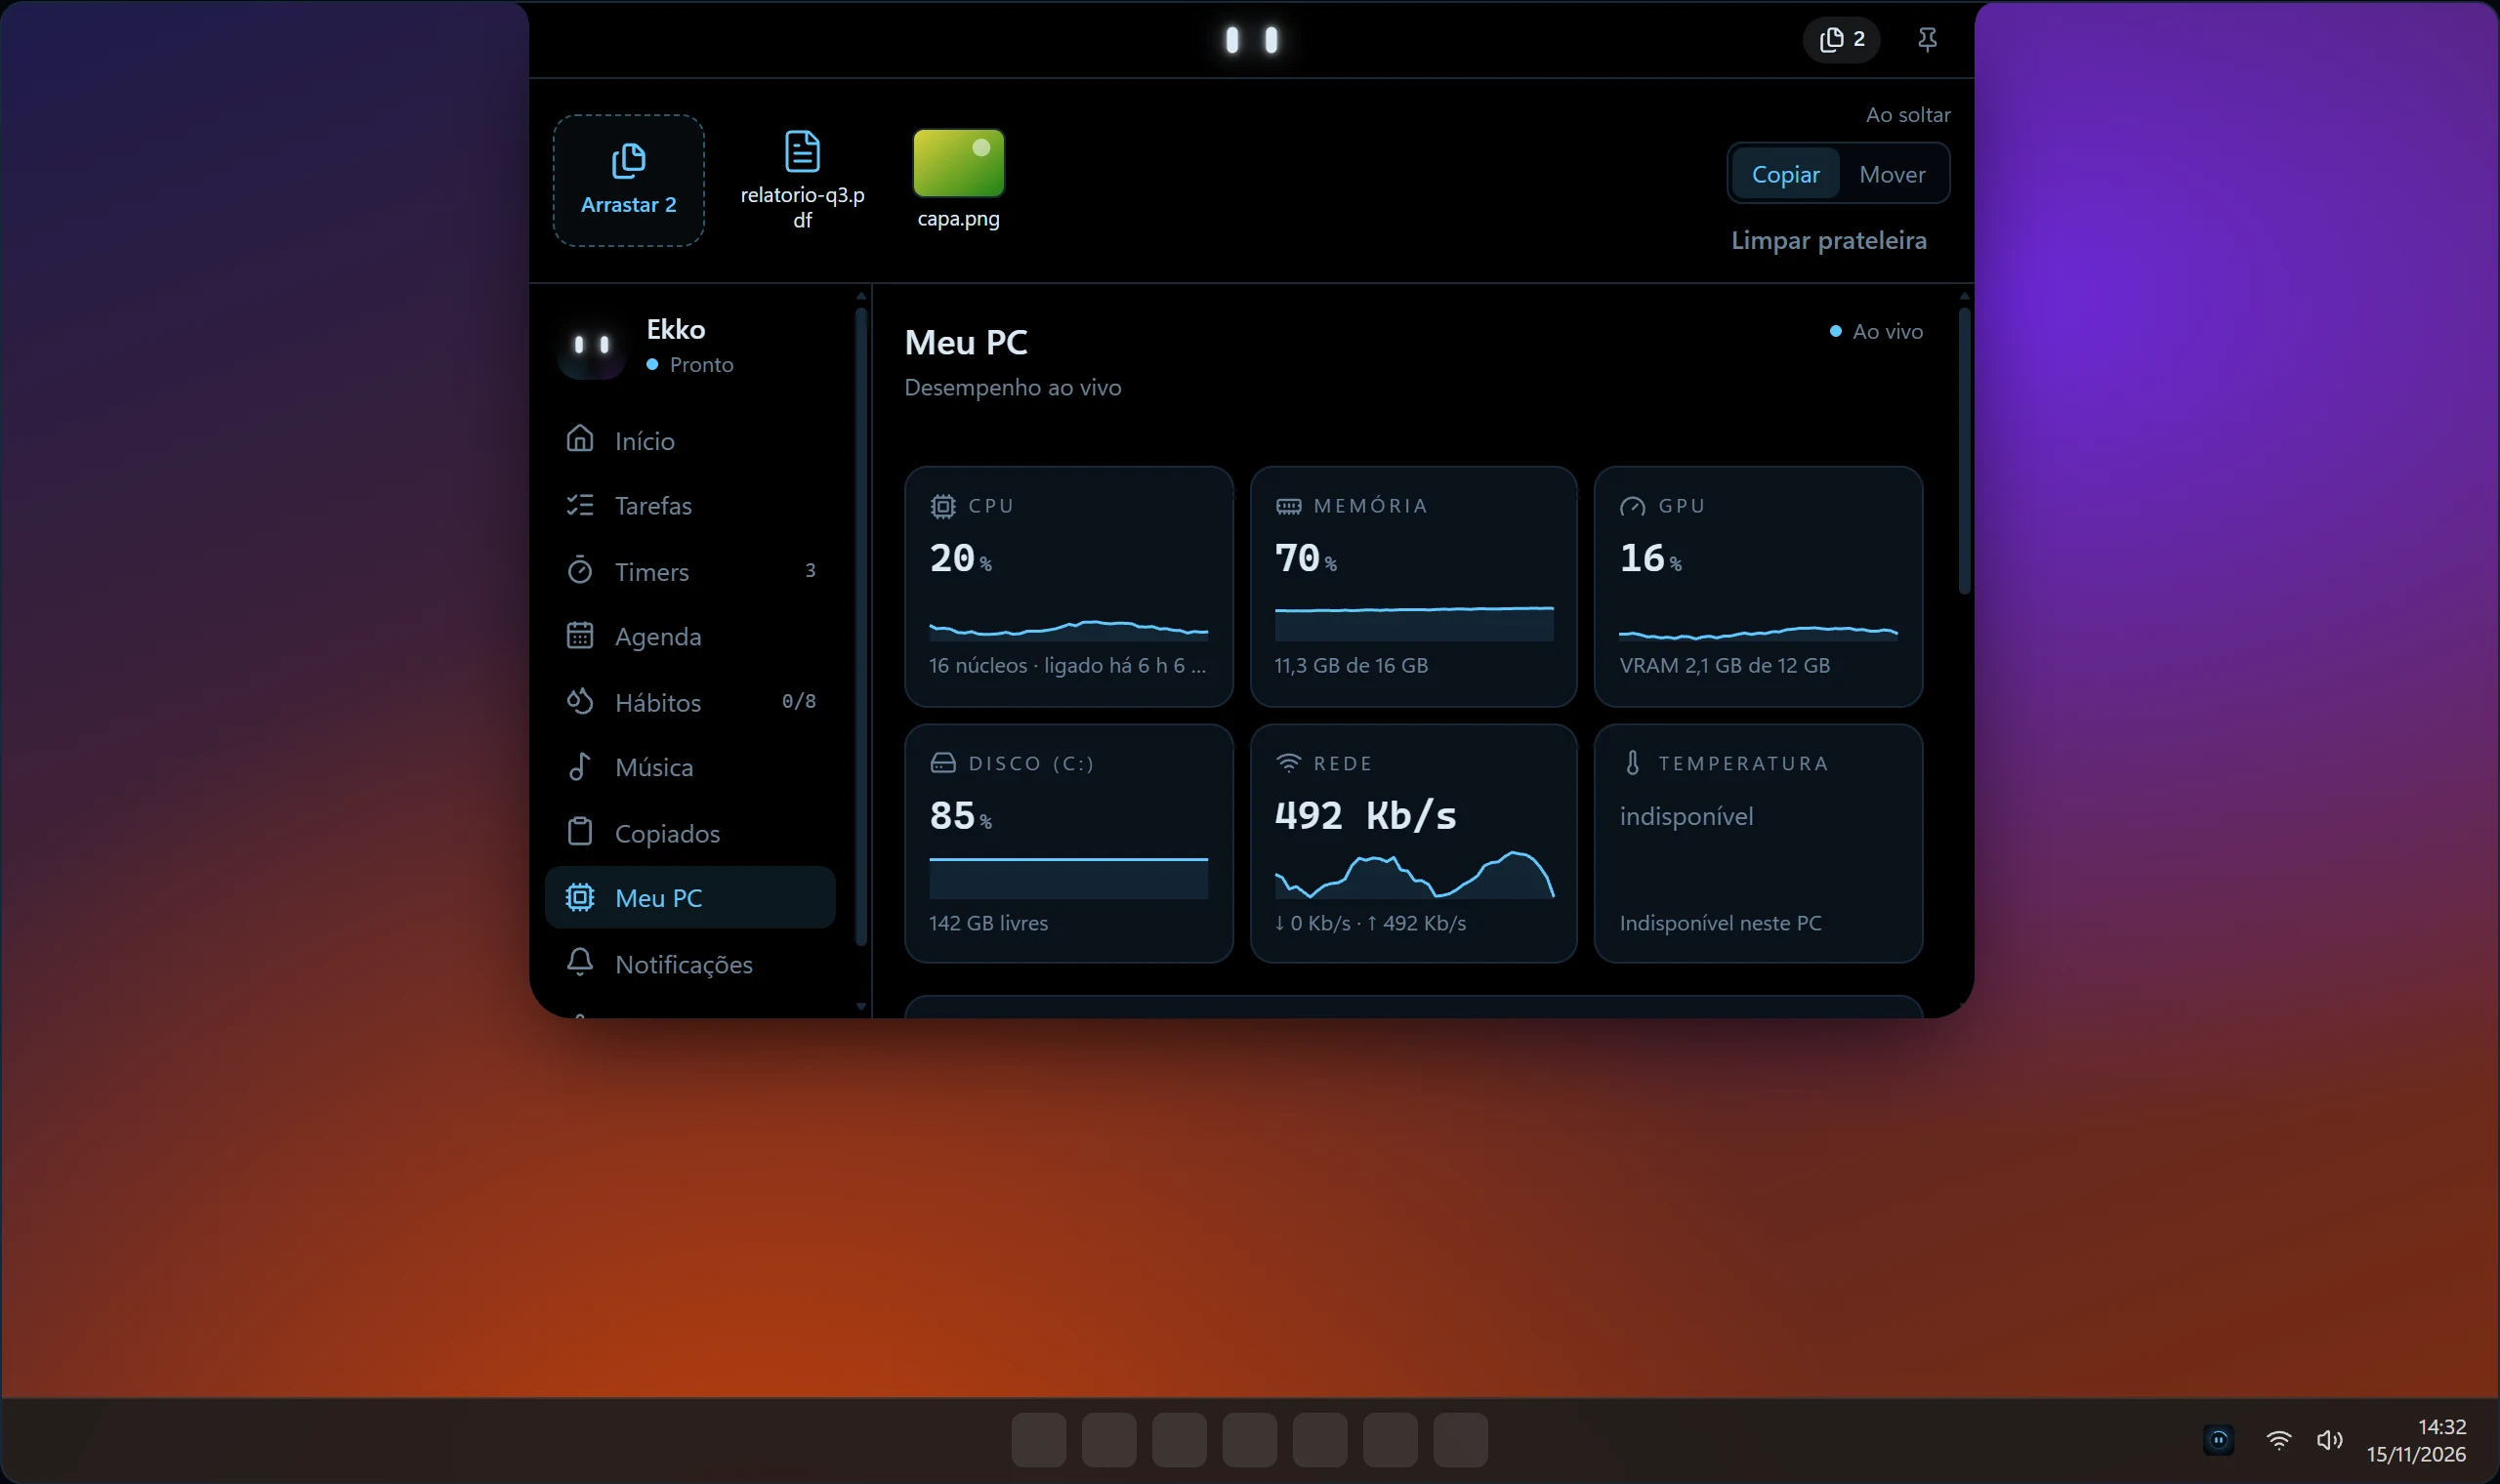 2
Arrastar 2
relatorio-q3.p
df
capa.png
Ao soltar
Copiar
Mover
Limpar prateleira
Ekko
Pronto
Início
Tarefas
Timers
3
Agenda
Hábitos
0/8
Música
Copiados
Meu PC
Notificações
Meu PC
Ao vivo
Desempenho ao vivo
CPU
20%
16 núcleos · ligado há 6 h 6 ...
MEMÓRIA
70%
11,3 GB de 16 GB
GPU
16%
VRAM 2,1 GB de 12 GB
DISCO (C:)
85%
142 GB livres
REDE
492 Kb/s
↓ 0 Kb/s · ↑ 492 Kb/s
TEMPERATURA
indisponível
Indisponível neste PC
14:32
15/11/2026